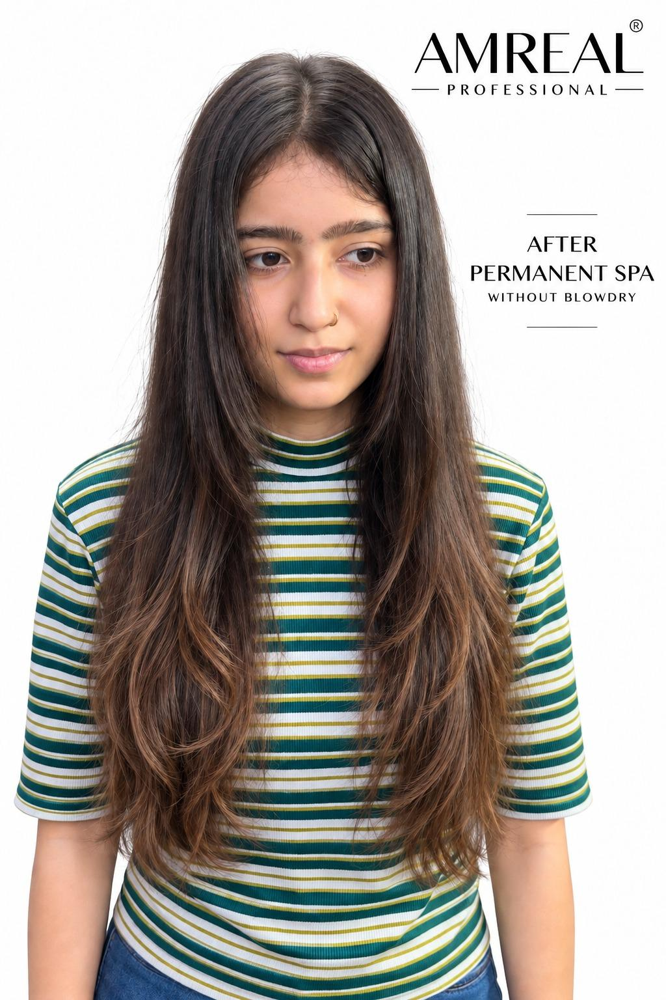 AMREAL®
PROFESSIONAL
AFTER
PERMANENT SPA
WITHOUT BLOWDRY